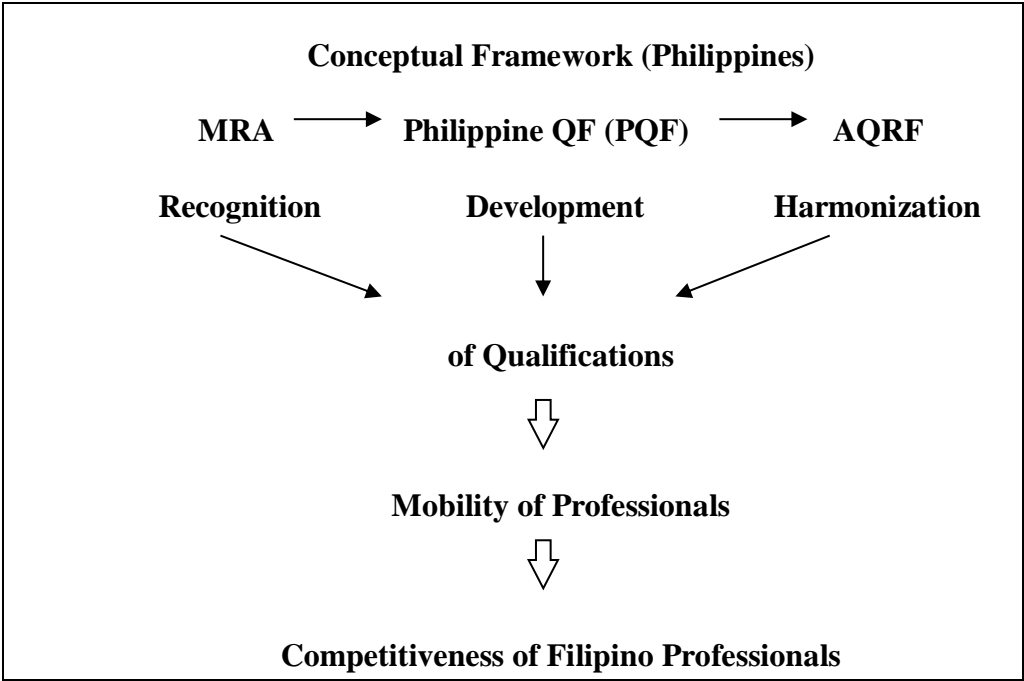 Conceptual Framework (Philippines)
MRA Philippine QF (PQF) AQRF
Recognition Development Harmonization
of Qualifications
Mobility of Professionals
Competitiveness of Filipino Professionals